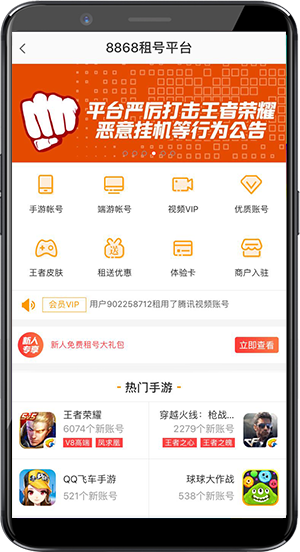 8868租号平台
平台严厉打击王者荣耀
恶意挂机等行为公告
手游帐号
端游帐号
视频VIP
优质账号
王者皮肤
租送优惠
体验卡
商户入驻
会员VIP 用户902258712租用了腾讯视频账号
新人专享 新人免费租号大礼包 立即查看
热门手游
王者荣耀
6074个新账号
V8高端 凤求凰
穿越火线：枪战...
2279个新账号
王者之心 王者之魄
QQ飞车手游
521个新账号
球球大作战
538个新账号